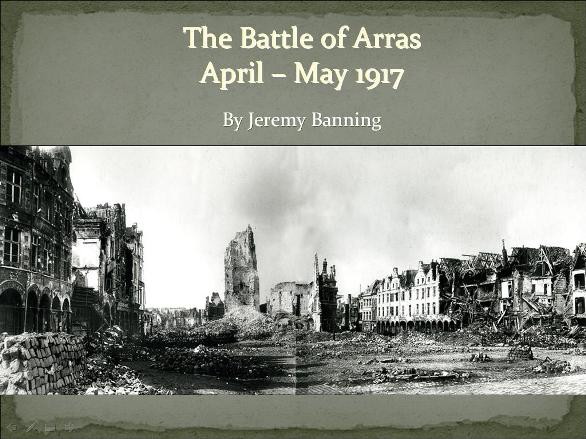 The Battle of Arras
April – May 1917
By Jeremy Banning